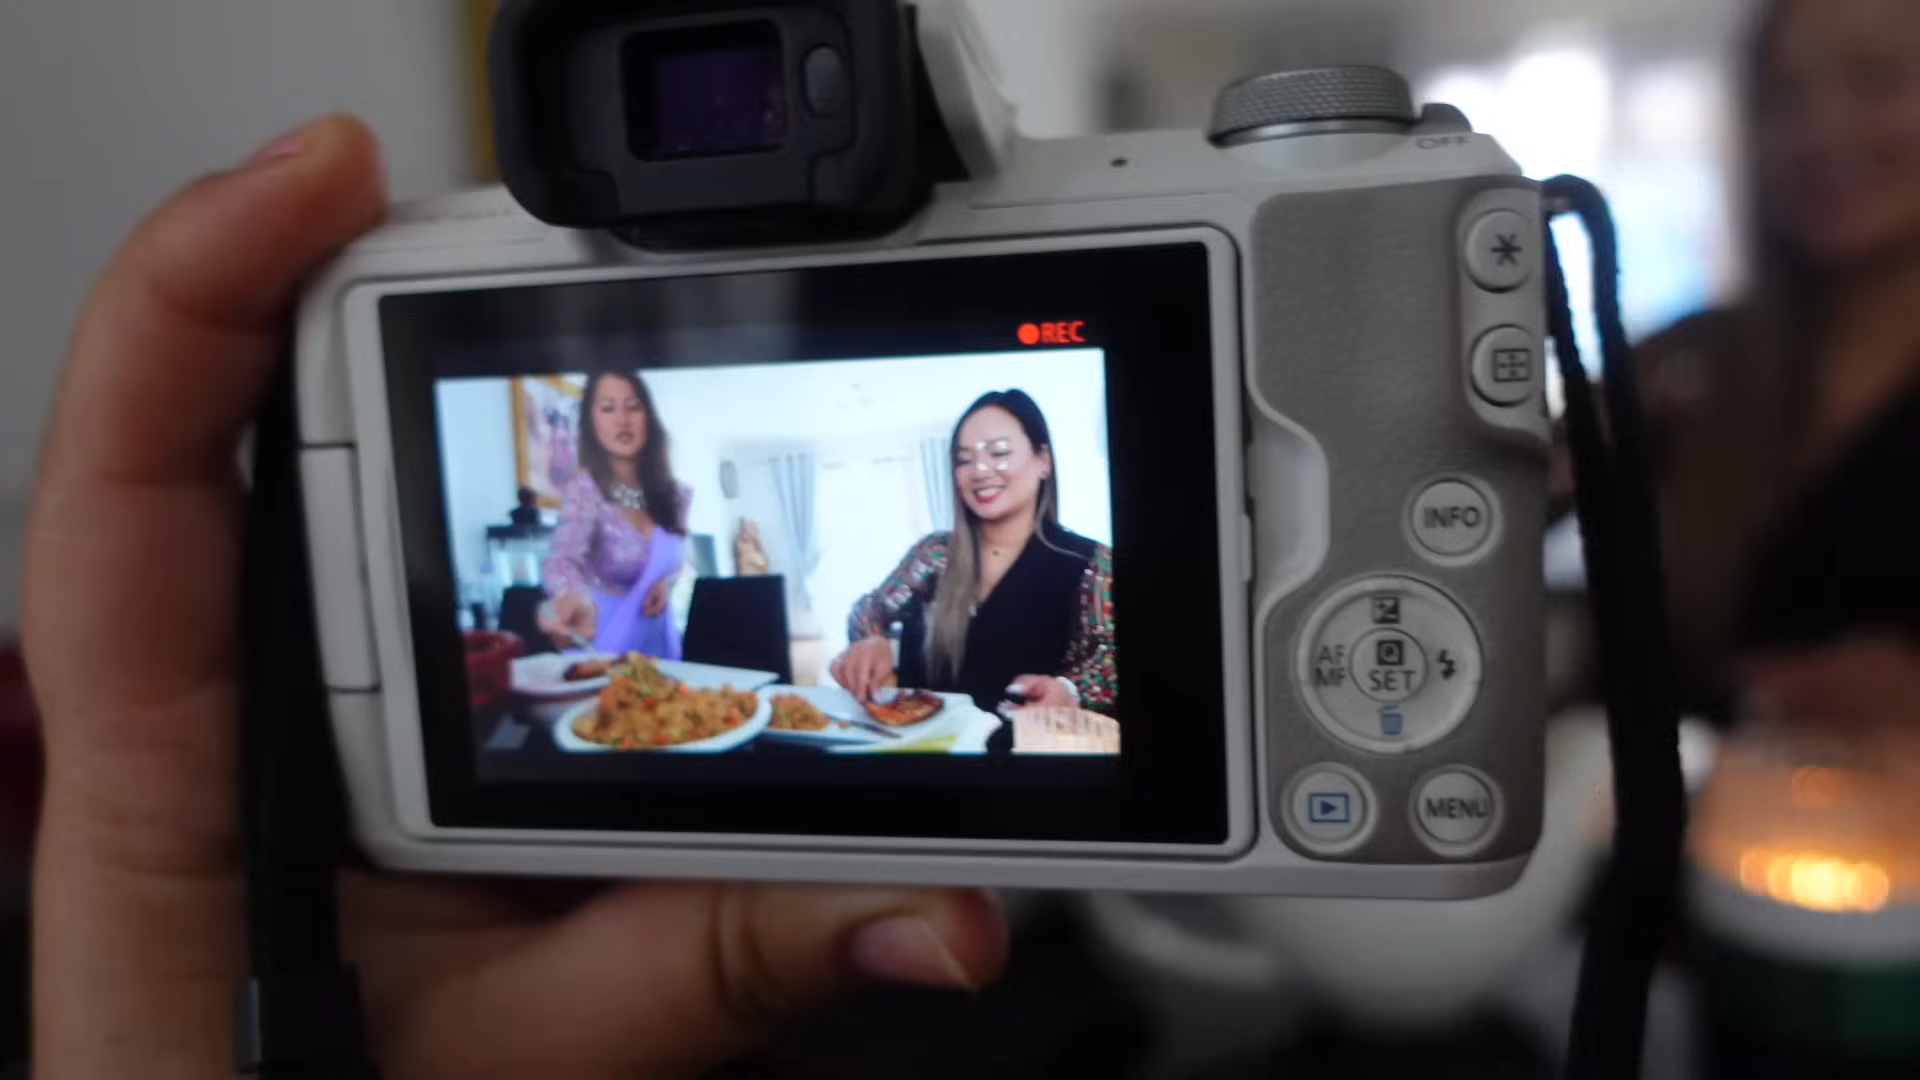 OFF
REC
INFO
AF
MF
Q
SET
MENU